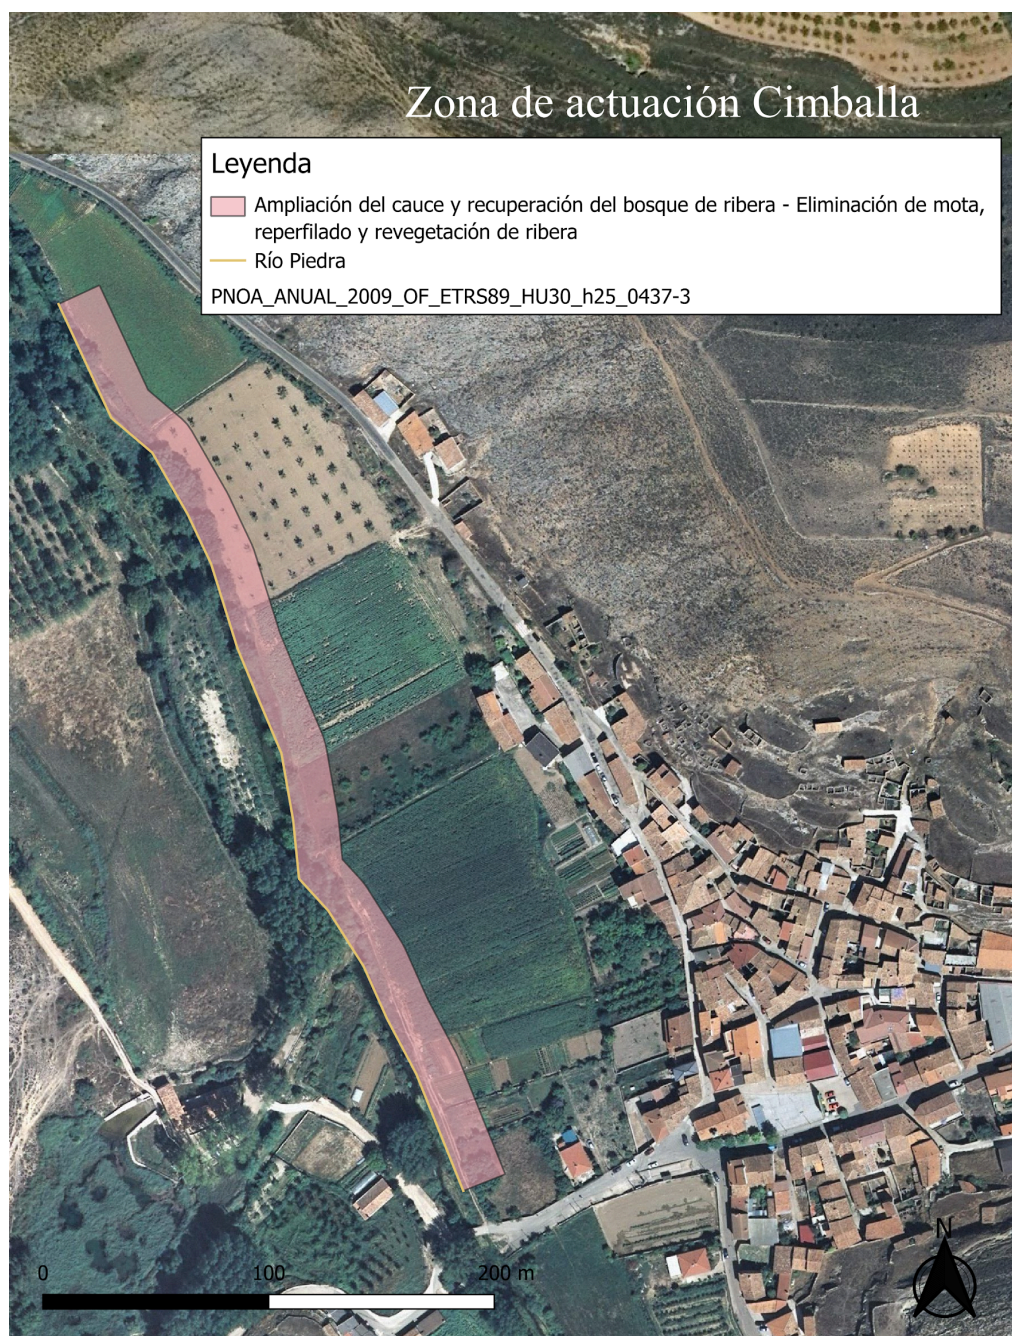 Zona de actuación Cimballa
Leyenda
Ampliación del cauce y recuperación del bosque de ribera - Eliminación de mota,
reperfilado y revegetación de ribera
Río Piedra
PNOA_ANUAL_2009_OF_ETRS89_HU30_h25_0437-3
N
0 100 200 m